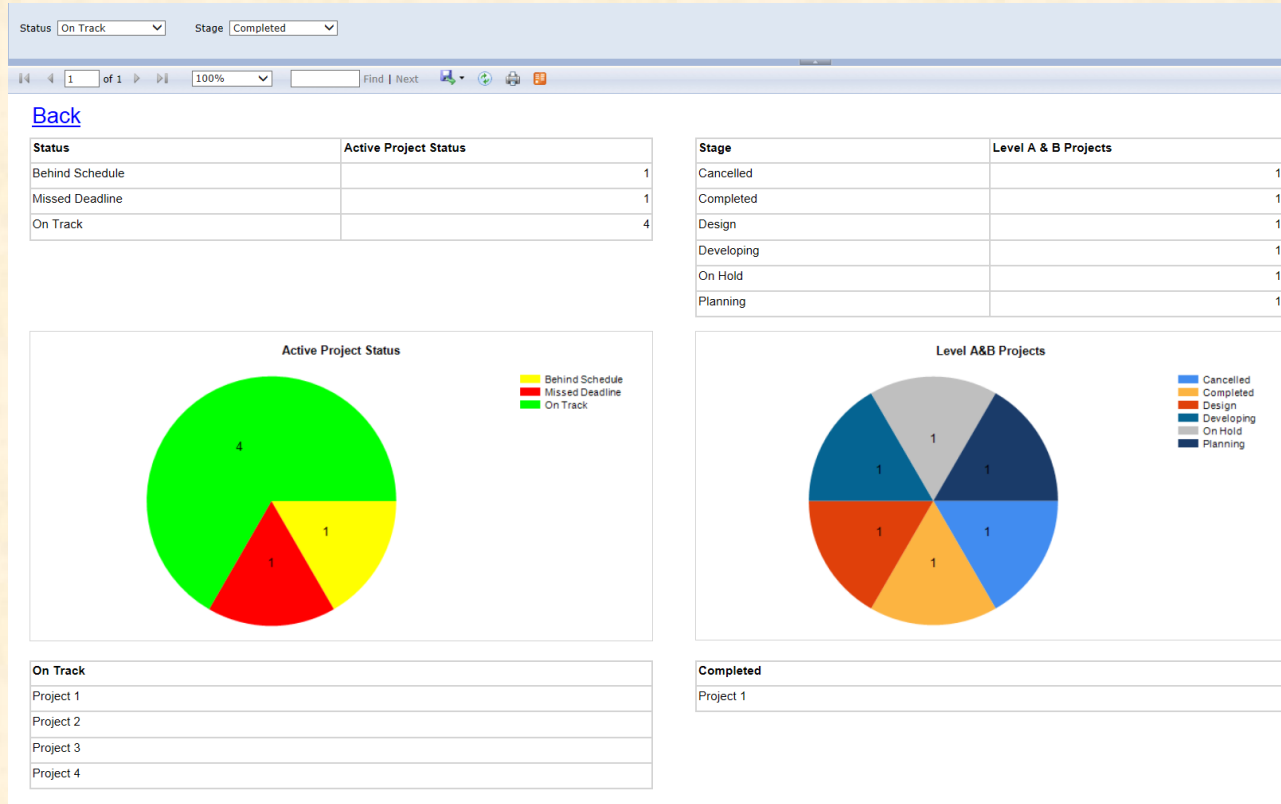 Status On Track Stage Completed
1 of 1 100% Find | Next
Back
Status Active Project Status
Behind Schedule 1
Missed Deadline 1
On Track 4
Stage Level A & B Projects
Cancelled 1
Completed 1
Design 1
Developing 1
On Hold 1
Planning 1
Active Project Status
Behind Schedule
Missed Deadline
On Track
4
1
1
Level A&B Projects
Cancelled
Completed
Design
Developing
On Hold
Planning
1
1 1
1 1
1
On Track
Project 1
Project 2
Project 3
Project 4
Completed
Project 1